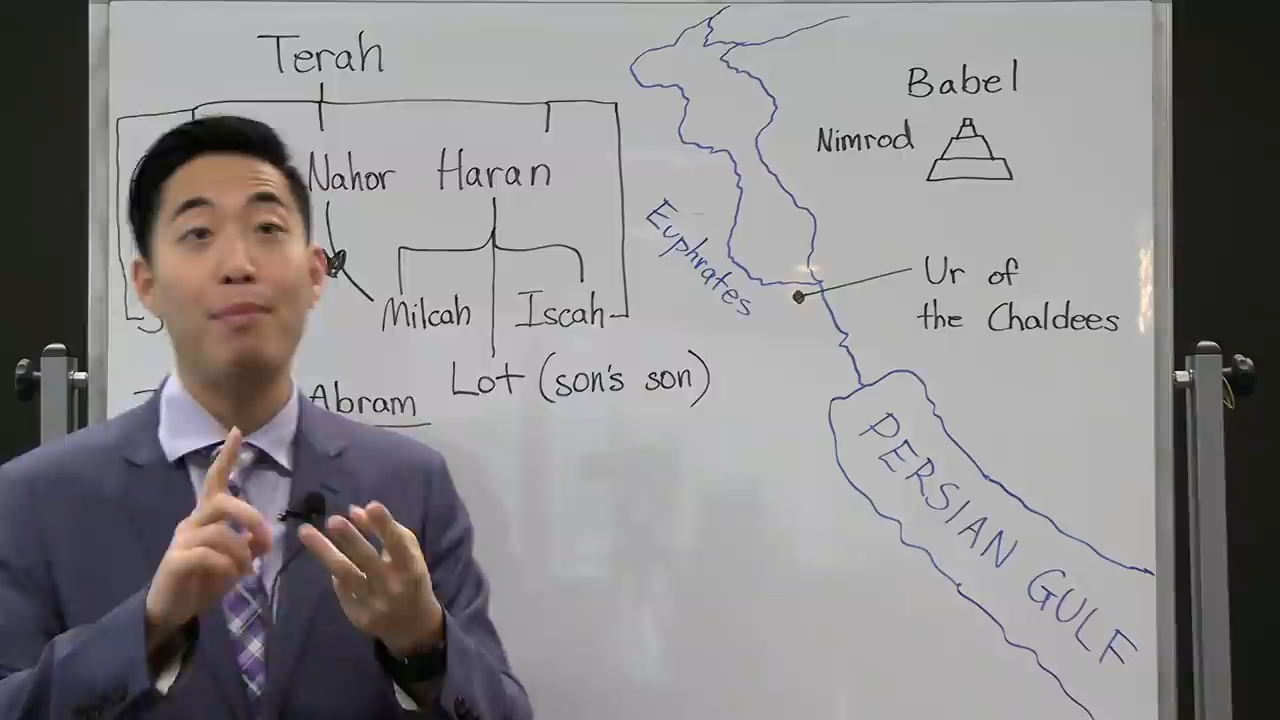 Terah
Nahor Haran
Milcah Iscah
Abram Lot (son's son)
Euphrates
Babel
Nimrod
Ur of
the Chaldees
PERSIAN GULF